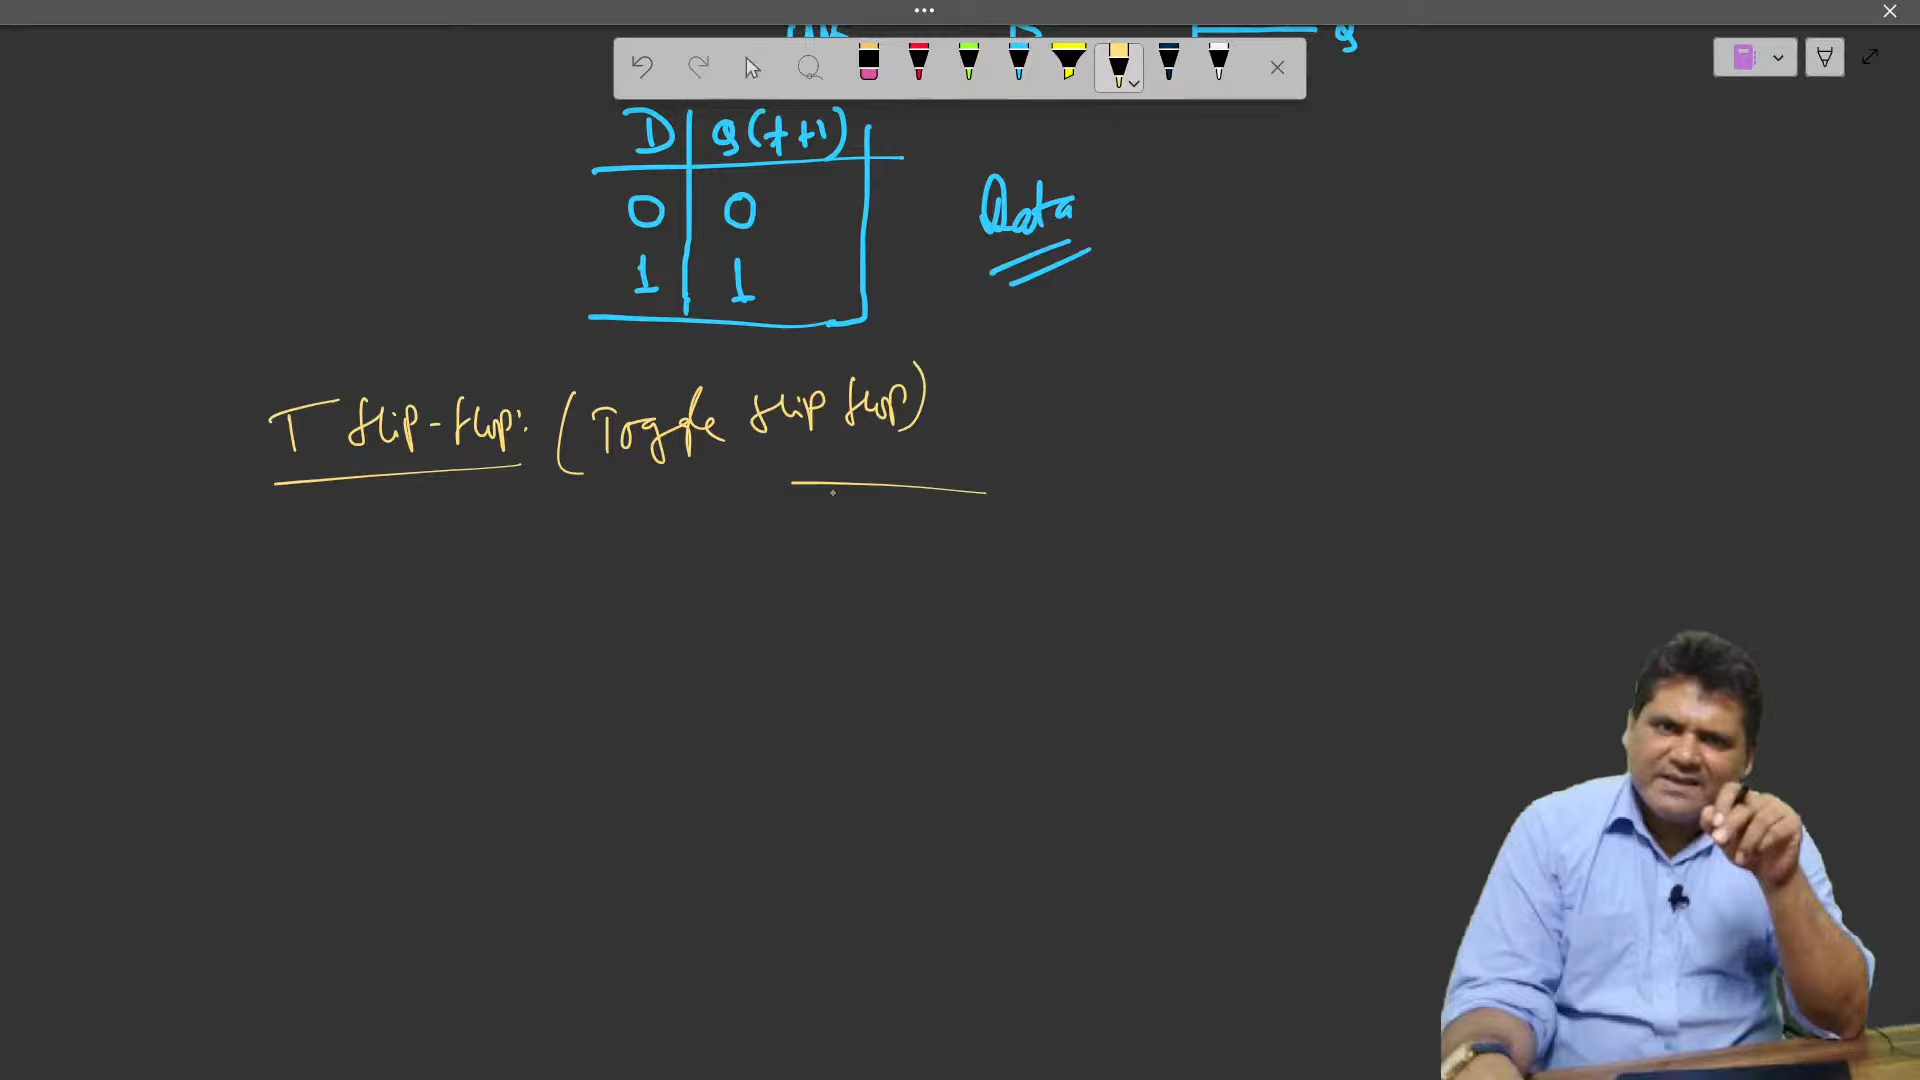 D Q(t+1)
0 0
1 1
Data
T flip-flop: (Toggle flip flop)